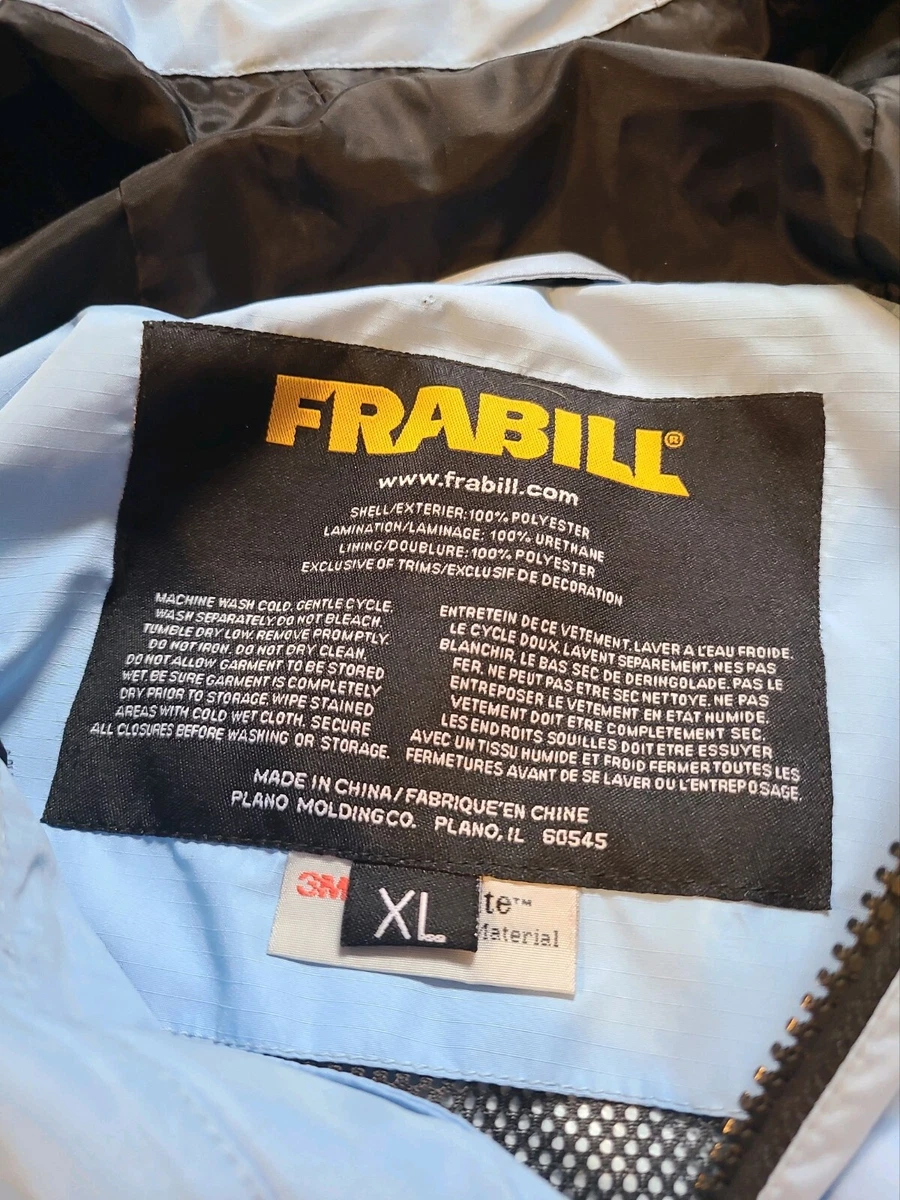 FRABILL®
www.frabill.com
SHELL/EXTERIER: 100% POLYESTER
LAMINATION/LAMINAGE: 100% URETHANE
LINING/DOUBLURE: 100% POLYESTER
EXCLUSIVE OF TRIMS/EXCLUSIF DE DECORATION
MACHINE WASH COLD. GENTLE CYCLE.
WASH SEPARATELY. DO NOT BLEACH.
TUMBLE DRY LOW. REMOVE PROMPTLY.
DO NOT IRON. DO NOT DRY CLEAN.
DO NOT ALLOW GARMENT TO BE STORED
WET. BE SURE GARMENT IS COMPLETELY
DRY PRIOR TO STORAGE. WIPE STAINED
AREAS WITH COLD WET CLOTH. SECURE
ALL CLOSURES BEFORE WASHING OR STORAGE.
ENTRETEIN DE CE VETEMENT. LAVER A L'EAU FROIDE.
LE CYCLE DOUX. LAVENT SEPAREMENT. NES PAS
BLANCHIR. LE BAS SEC DE DERINGOLADE. PAS LE
FER. NE PEUT PAS ETRE SEC NETTOYE. NE PAS
ENTREPOSER LE VETEMENT EN ETAT HUMIDE.
VETEMENT DOIT ETRE COMPLETEMENT SEC.
LES ENDROITS SOUILLES DOIT ETRE ESSUYER
AVEC UN TISSU HUMIDE ET FROID FERMER TOUTES LES
FERMETURES AVANT DE SE LAVER OU L'ENTREPOSAGE.
MADE IN CHINA/FABRIQUE'EN CHINE
PLANO MOLDING CO. PLANO, IL 60545
3M XL te™
Material